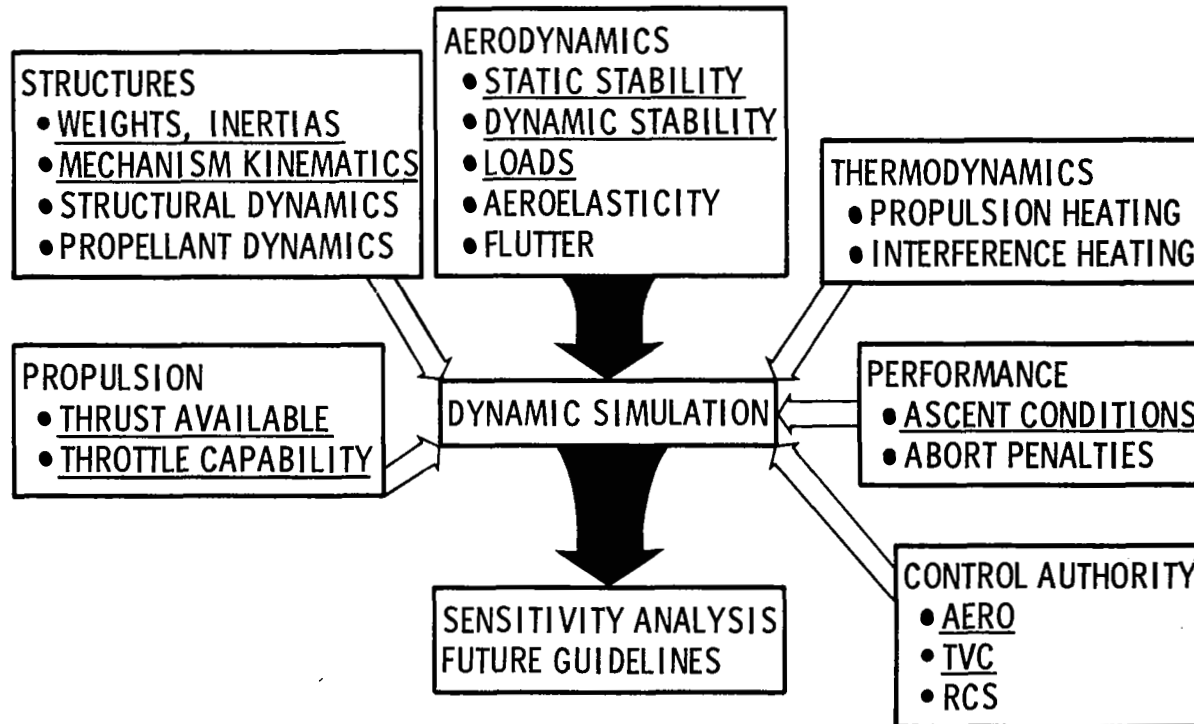 STRUCTURES
• WEIGHTS, INERTIAS
• MECHANISM KINEMATICS
• STRUCTURAL DYNAMICS
• PROPELLANT DYNAMICS
AERODYNAMICS
• STATIC STABILITY
• DYNAMIC STABILITY
• LOADS
• AEROELASTICITY
• FLUTTER
THERMODYNAMICS
• PROPULSION HEATING
• INTERFERENCE HEATING
PROPULSION
• THRUST AVAILABLE
• THROTTLE CAPABILITY
DYNAMIC SIMULATION
PERFORMANCE
• ASCENT CONDITIONS
• ABORT PENALTIES
SENSITIVITY ANALYSIS
FUTURE GUIDELINES
CONTROL AUTHORITY
• AERO
• TVC
• RCS